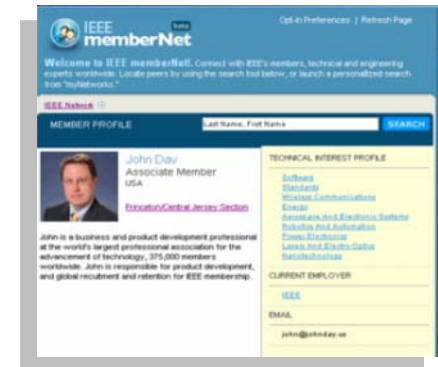 Opt-in Preferences | Refresh Page
IEEE beta
memberNet
Welcome to IEEE memberNet. Connect with IEEE's members, technical and engineering
experts worldwide. Locate peers by using the search tool
below, or launch a personalized search
from "myNetworks."
IEEE Network
MEMBER PROFILE
Last Name, First Name
SEARCH
John Day
Associate Member
USA
Princeton/Central Jersey Section
John is a business and product development professional
at the world's largest professional association for the
advancement of technology, 375,000 members
worldwide. John is responsible for product development,
and global recruitment and retention for IEEE membership.
TECHNICAL INTEREST PROFILE
Software
Standards
Wireless Communications
Energy
Aerospace And Electronic Systems
Robotics And Automation
Power Electronics
Lasers And Electro-Optics
Nanotechnology
CURRENT EMPLOYER
IEEE
EMAIL
john@johnday.us